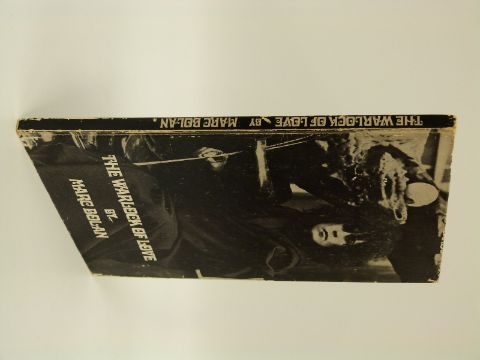 THE WARLOCK OF LOVE BY MARC BOLAN.
THE WARLOCK OF LOVE
BY
MARC BOLAN